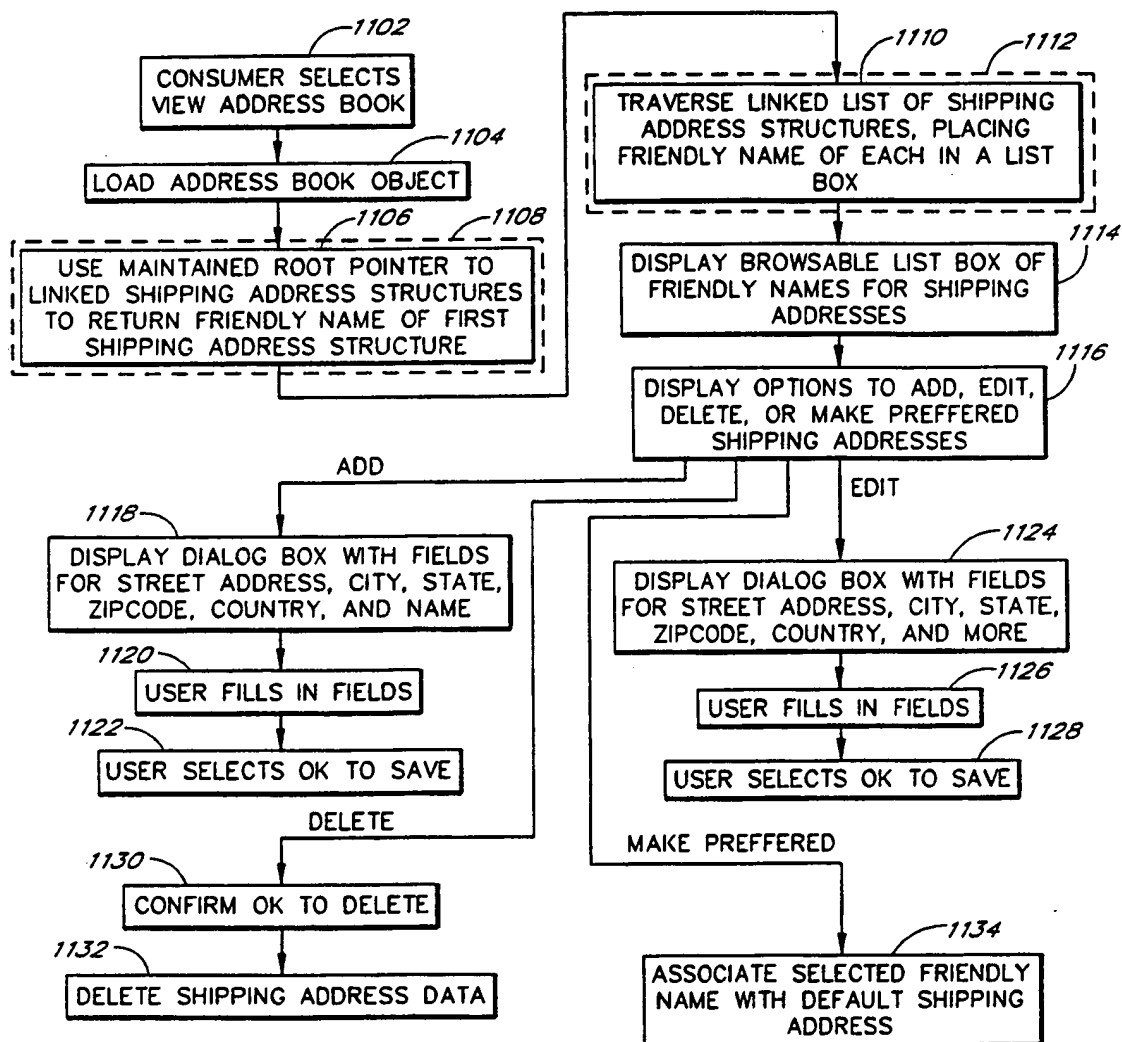 1102
CONSUMER SELECTS
VIEW ADDRESS BOOK
1104
LOAD ADDRESS BOOK OBJECT
1106
1108
USE MAINTAINED ROOT POINTER TO
LINKED SHIPPING ADDRESS STRUCTURES
TO RETURN FRIENDLY NAME OF FIRST
SHIPPING ADDRESS STRUCTURE
1110
1112
TRAVERSE LINKED LIST OF SHIPPING
ADDRESS STRUCTURES, PLACING
FRIENDLY NAME OF EACH IN A LIST
BOX
1114
DISPLAY BROWSABLE LIST BOX OF
FRIENDLY NAMES FOR SHIPPING
ADDRESSES
1116
DISPLAY OPTIONS TO ADD, EDIT,
DELETE, OR MAKE PREFFERED
SHIPPING ADDRESSES
ADD
1118
DISPLAY DIALOG BOX WITH FIELDS
FOR STREET ADDRESS, CITY, STATE,
ZIPCODE, COUNTRY, AND NAME
1120
USER FILLS IN FIELDS
1122
USER SELECTS OK TO SAVE
EDIT
1124
DISPLAY DIALOG BOX WITH FIELDS
FOR STREET ADDRESS, CITY, STATE,
ZIPCODE, COUNTRY, AND MORE
1126
USER FILLS IN FIELDS
1128
USER SELECTS OK TO SAVE
DELETE
1130
CONFIRM OK TO DELETE
1132
DELETE SHIPPING ADDRESS DATA
MAKE PREFFERED
1134
ASSOCIATE SELECTED FRIENDLY
NAME WITH DEFAULT SHIPPING
ADDRESS